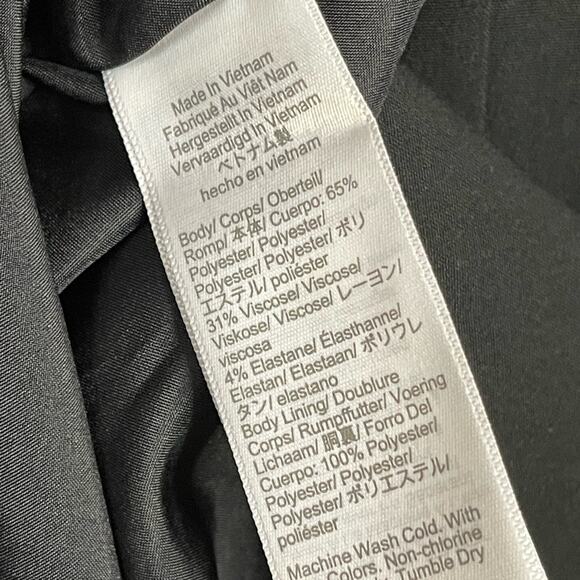 Made In Vietnam
Fabriqué Au Việt Nam
Hergestellt In Vietnam
Vervaardigd In Vietnam
ベトナム製
hecho en vietnam
Body/ Corps/ Oberteil/
Romp/ 本体/ Cuerpo: 65%
Polyester/ Polyester/
Polyester/ Polyester/ ポリ
エステル/ poliéster
31% Viscose/ Viscose/
Viskose/ Viscose/ レーヨン/
viscosa
4% Elastane/ Élasthanne/
Elastan/ Elastaan/ ポリウレ
タン/ elastano
Body Lining/ Doublure
Corps/ Rumpffutter/ Voering
Lichaam/ 胴裏/ Forro Del
Cuerpo: 100% Polyester/
Polyester/ Polyester/
Polyester/ ポリエステル/
poliéster
Machine Wash Cold. With
Colors, Non-chlorine
Tumble Dry